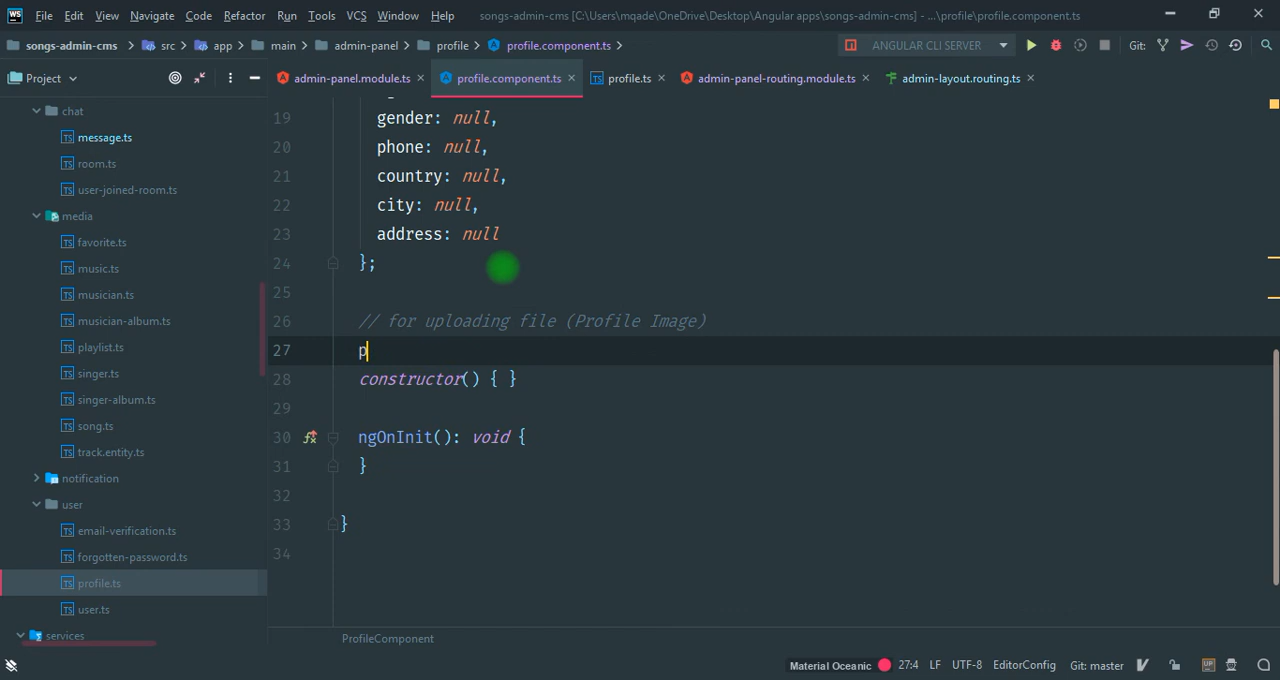 WS File Edit View Navigate Code Refactor Run Tools VCS Window Help songs-admin-cms [C:\Users\mqade\OneDrive\Desktop\Angular apps\songs-admin-cms] - ...\profile\profile.component.ts
songs-admin-cms src app main admin-panel profile profile.component.ts ANGULAR CLI SERVER Git:
Project admin-panel.module.ts profile.component.ts profile.ts admin-panel-routing.module.ts admin-layout.routing.ts
chat
message.ts
room.ts
user-joined-room.ts
media
favorite.ts
music.ts
musician.ts
musician-album.ts
playlist.ts
singer.ts
singer-album.ts
song.ts
track.entity.ts
notification
user
email-verification.ts
forgotten-password.ts
profile.ts
user.ts
services
19 gender: null,
20 phone: null,
21 country: null,
22 city: null,
23 address: null
24 };
25
26 // for uploading file (Profile Image)
27 p
28 constructor() { }
29
30 ngOnInit(): void {
31 }
32
33 }
34
ProfileComponent
Material Oceanic 27:4 LF UTF-8 EditorConfig Git: master